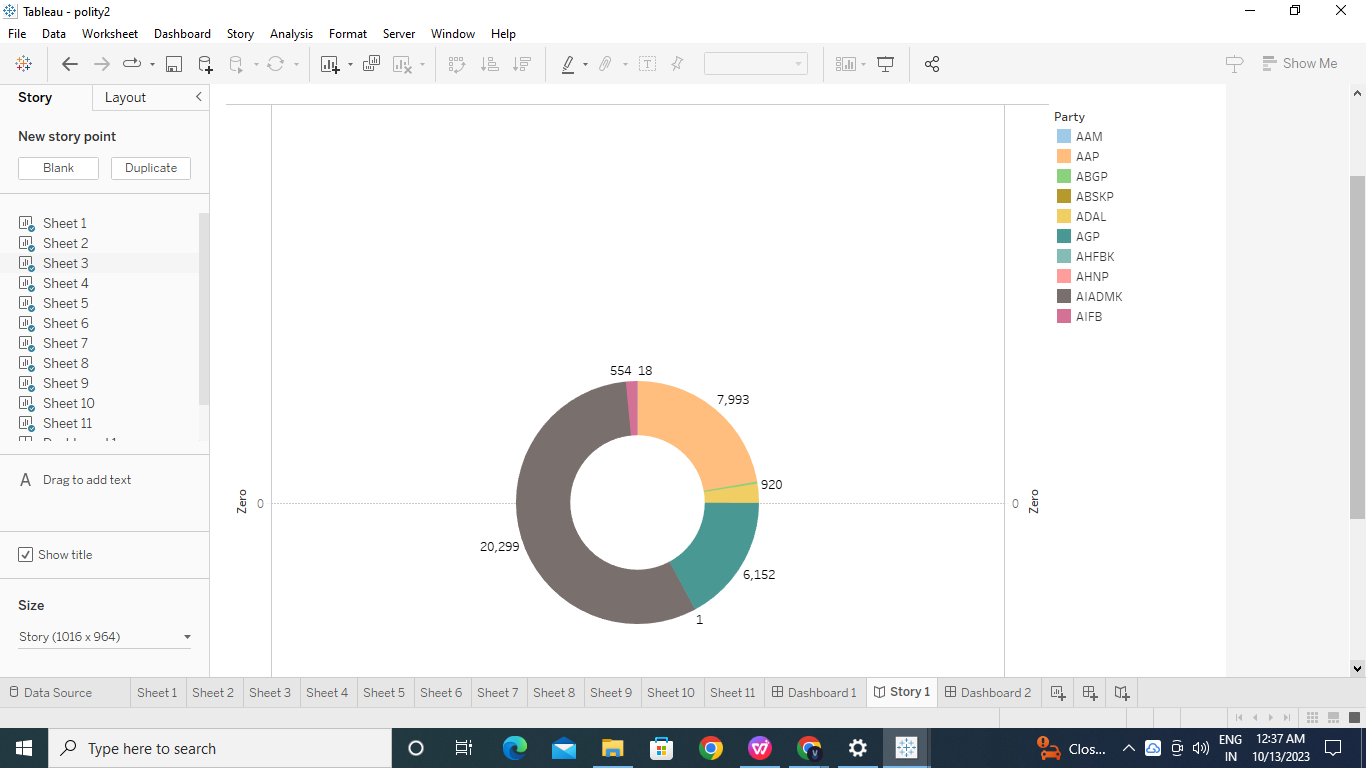 Tableau - polity2
File Data Worksheet Dashboard Story Analysis Format Server Window Help
Show Me
Story Layout
New story point
Blank Duplicate
Sheet 1
Sheet 2
Sheet 3
Sheet 4
Sheet 5
Sheet 6
Sheet 7
Sheet 8
Sheet 9
Sheet 10
Sheet 11
A Drag to add text
Show title
Size
Story (1016 x 964)
Zero
0
554 18
7,993
920
20,299
6,152
1
0
Zero
Party
AAM
AAP
ABGP
ABSKP
ADAL
AGP
AHFBK
AHNP
AIADMK
AIFB
Data Source Sheet 1 Sheet 2 Sheet 3 Sheet 4 Sheet 5 Sheet 6 Sheet 7 Sheet 8 Sheet 9 Sheet 10 Sheet 11 Dashboard 1 Story 1 Dashboard 2
Type here to search
Clos...
ENG
IN
12:37 AM
10/13/2023